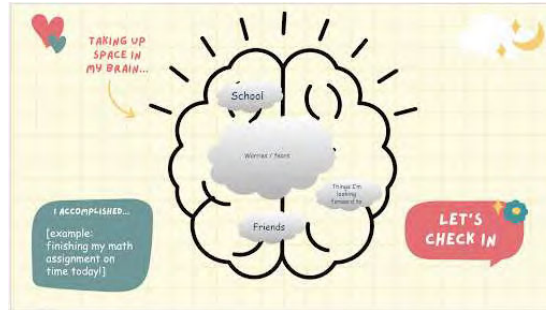 TAKING UP
SPACE IN
MY BRAIN...
School
Worries / fears
Things I'm
looking
forward to
Friends
I ACCOMPLISHED...
[example:
finishing my math
assignment on
time today!]
LET'S
CHECK IN